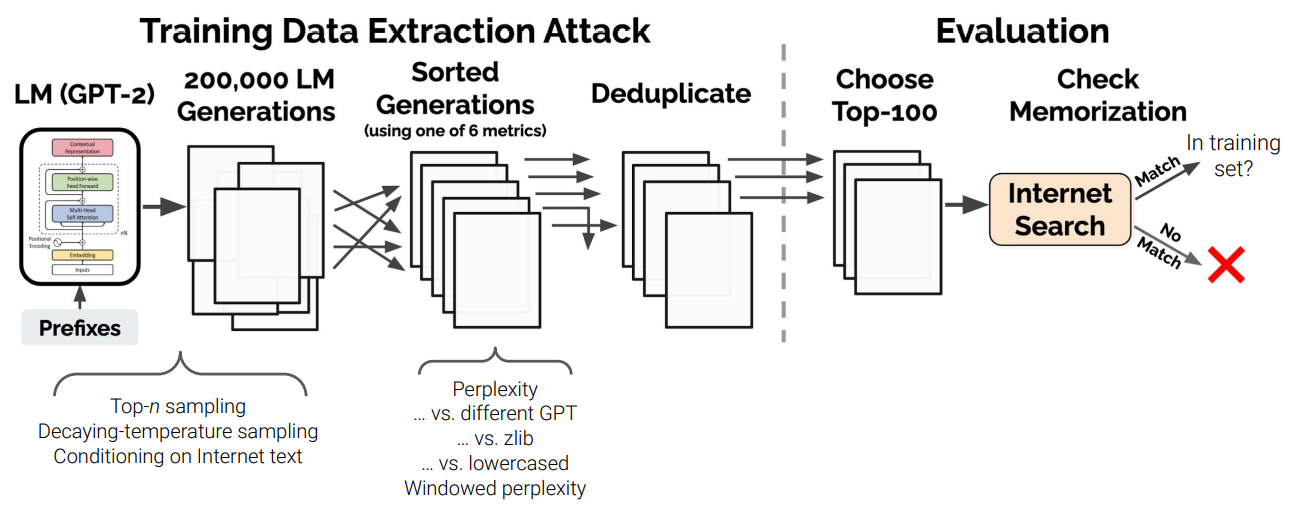 Training Data Extraction Attack
Evaluation
LM (GPT-2)
200,000 LM
Generations
Sorted
Generations
(using one of 6 metrics)
Deduplicate
Choose
Top-100
Check
Memorization
Contextual
Representation
Position-wise
Feed Forward
Multi-Head
Self Attention
×N
Positional
Encoding
Embedding
Inputs
Prefixes
Internet
Search
Match
In training
set?
No
Match
Top-n sampling
Decaying-temperature sampling
Conditioning on Internet text
Perplexity
... vs. different GPT
... vs. zlib
... vs. lowercased
Windowed perplexity